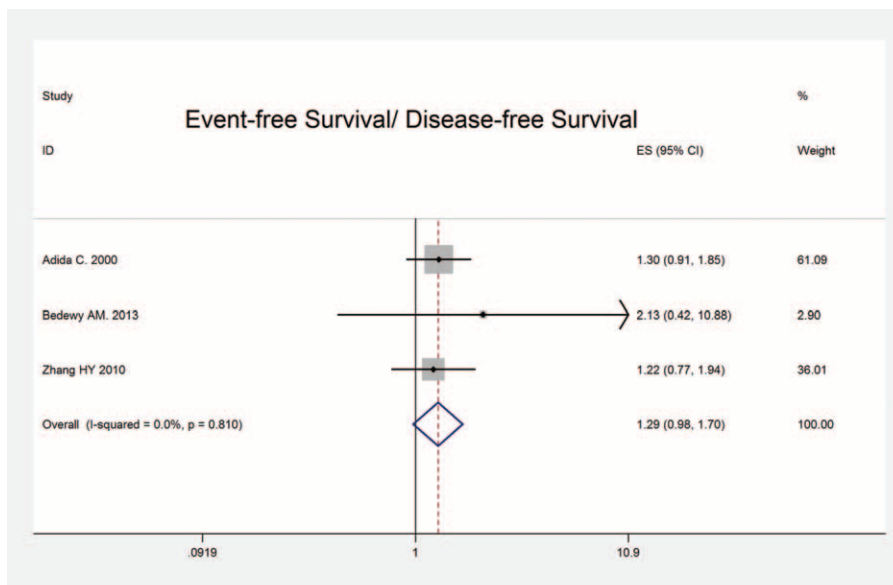 Study %
Event-free Survival/ Disease-free Survival
ID ES (95% CI) Weight
Adida C. 2000 1.30 (0.91, 1.85) 61.09
Bedewy AM. 2013 2.13 (0.42, 10.88) 2.90
Zhang HY 2010 1.22 (0.77, 1.94) 36.01
Overall (I-squared = 0.0%, p = 0.810) 1.29 (0.98, 1.70) 100.00
.0919 1 10.9